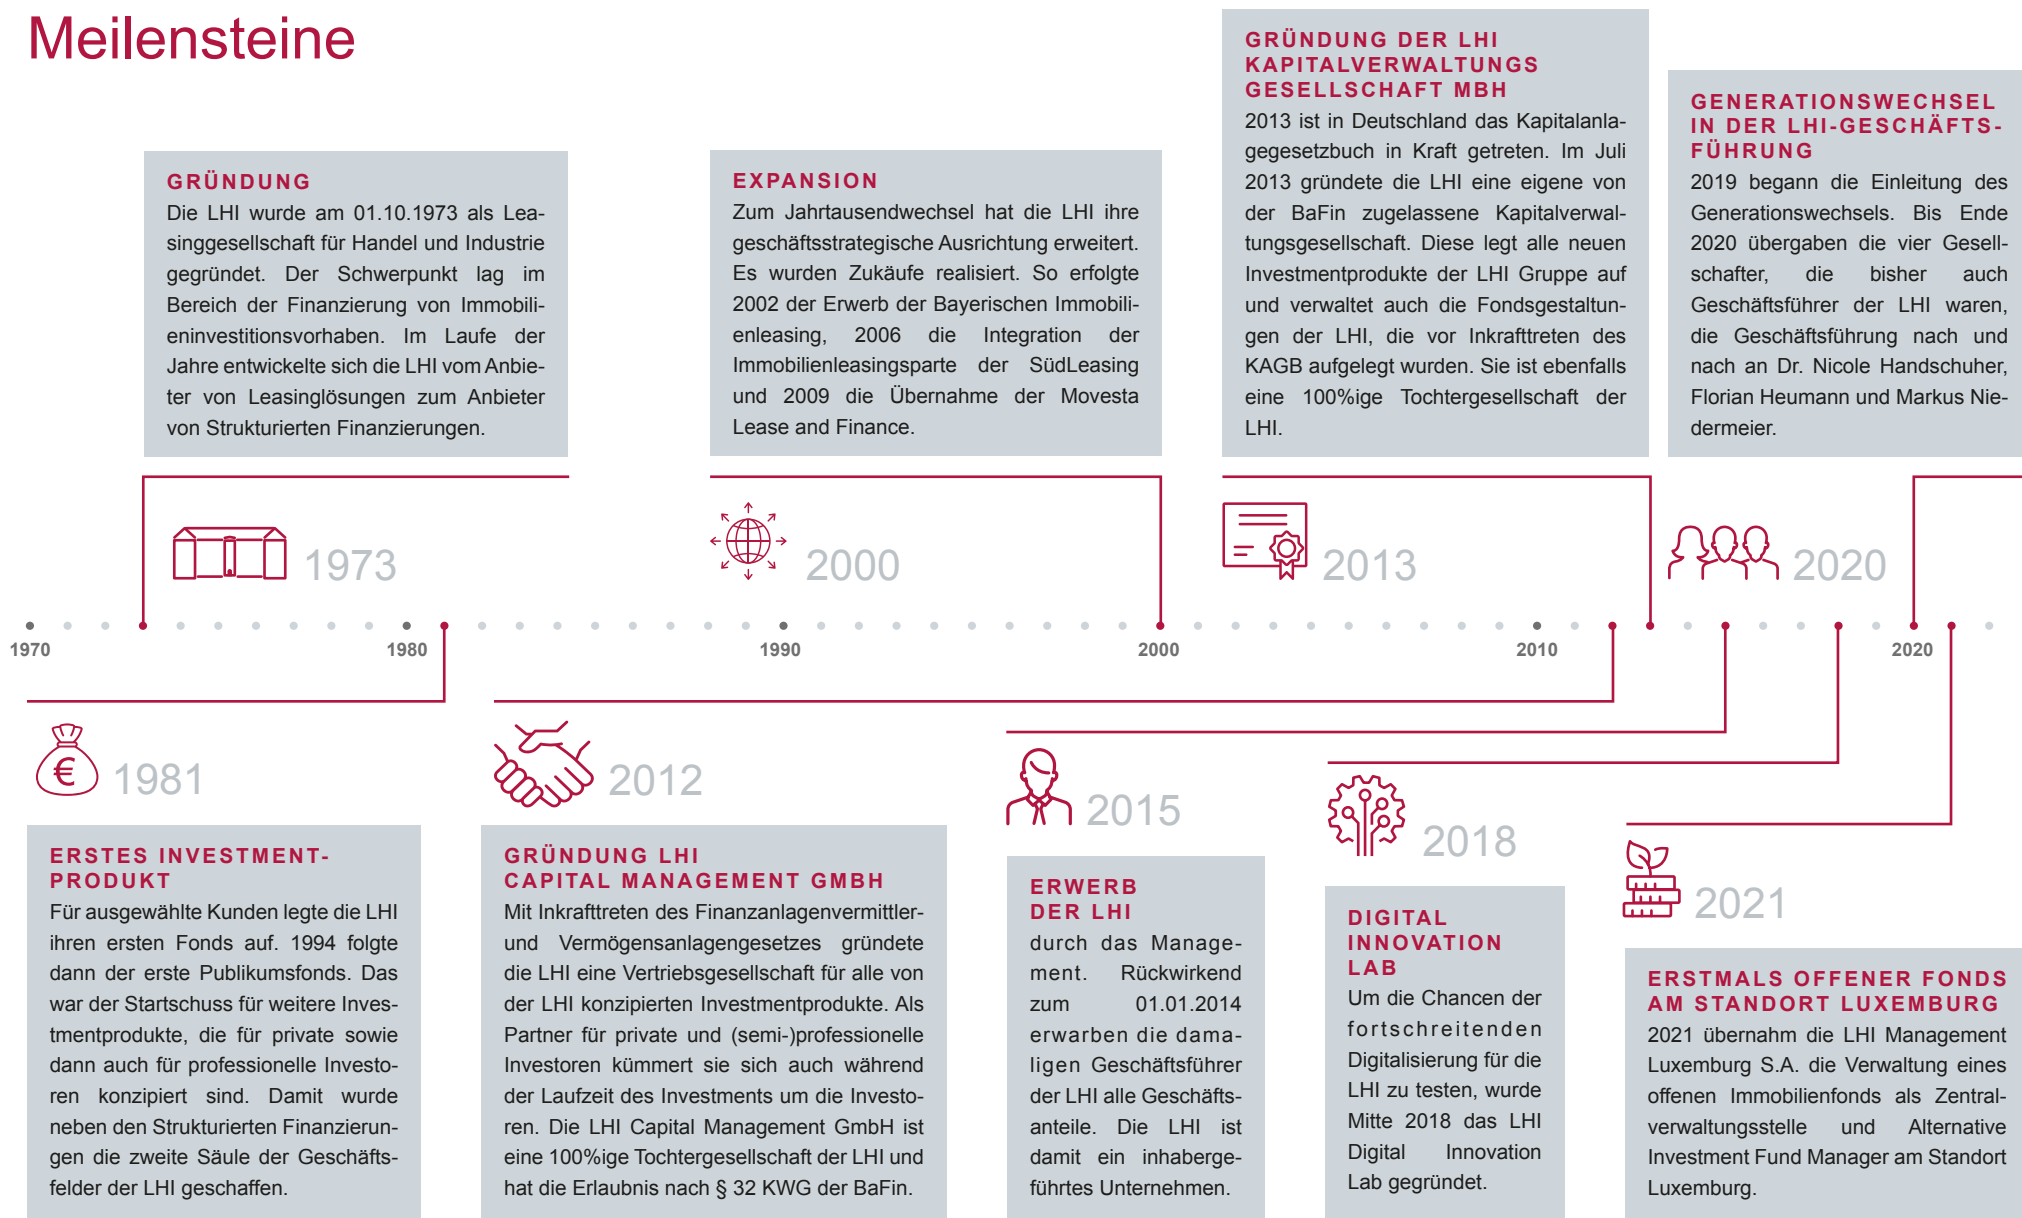 Meilensteine
GRÜNDUNG
Die LHI wurde am 01.10.1973 als Lea-
singgesellschaft für Handel und Industrie
gegründet. Der Schwerpunkt lag im
Bereich der Finanzierung von Immobili-
eninvestitionsvorhaben. Im Laufe der
Jahre entwickelte sich die LHI vom Anbie-
ter von Leasinglösungen zum Anbieter
von Strukturierten Finanzierungen.
EXPANSION
Zum Jahrtausendwechsel hat die LHI ihre
geschäftsstrategische Ausrichtung erweitert.
Es wurden Zukäufe realisiert. So erfolgte
2002 der Erwerb der Bayerischen Immobili-
enleasing, 2006 die Integration der
Immobilienleasingsparte der SüdLeasing
und 2009 die Übernahme der Movesta
Lease and Finance.
GRÜNDUNG DER LHI
KAPITALVERWALTUNGS
GESELLSCHAFT MBH
2013 ist in Deutschland das Kapitalanla-
gegesetzbuch in Kraft getreten. Im Juli
2013 gründete die LHI eine eigene von
der BaFin zugelassene Kapitalverwal-
tungsgesellschaft. Diese legt alle neuen
Investmentprodukte der LHI Gruppe auf
und verwaltet auch die Fondsgestaltun-
gen der LHI, die vor Inkrafttreten des
KAGB aufgelegt wurden. Sie ist ebenfalls
eine 100%ige Tochtergesellschaft der
LHI.
GENERATIONSWECHSEL
IN DER LHI-GESCHÄFTS-
FÜHRUNG
2019 begann die Einleitung des
Generationswechsels. Bis Ende
2020 übergaben die vier Gesell-
schafter, die bisher auch
Geschäftsführer der LHI waren,
die Geschäftsführung nach und
nach an Dr. Nicole Handschuher,
Florian Heumann und Markus Nie-
dermeier.
1973
2000
2013
2020
1970
1980
1990
2000
2010
2020
1981
ERSTES INVESTMENT-
PRODUKT
Für ausgewählte Kunden legte die LHI
ihren ersten Fonds auf. 1994 folgte
dann der erste Publikumsfonds. Das
war der Startschuss für weitere Inves-
tmentprodukte, die für private sowie
dann auch für professionelle Investo-
ren konzipiert sind. Damit wurde
neben den Strukturierten Finanzierun-
gen die zweite Säule der Geschäfts-
felder der LHI geschaffen.
2012
GRÜNDUNG LHI
CAPITAL MANAGEMENT GMBH
Mit Inkrafttreten des Finanzanlagenvermittler-
und Vermögensanlagengesetzes gründete
die LHI eine Vertriebsgesellschaft für alle von
der LHI konzipierten Investmentprodukte. Als
Partner für private und (semi-)professionelle
Investoren kümmert sie sich auch während
der Laufzeit des Investments um die Investo-
ren. Die LHI Capital Management GmbH ist
eine 100%ige Tochtergesellschaft der LHI und
hat die Erlaubnis nach § 32 KWG der BaFin.
2015
ERWERB
DER LHI
durch das Manage-
ment. Rückwirkend
zum 01.01.2014
erwarben die dama-
ligen Geschäftsführer
der LHI alle Geschäfts-
anteile. Die LHI ist
damit ein inhaberge-
führtes Unternehmen.
2018
DIGITAL
INNOVATION
LAB
Um die Chancen der
fortschreitenden
Digitalisierung für die
LHI zu testen, wurde
Mitte 2018 das LHI
Digital Innovation
Lab gegründet.
2021
ERSTMALS OFFENER FONDS
AM STANDORT LUXEMBURG
2021 übernahm die LHI Management
Luxemburg S.A. die Verwaltung eines
offenen Immobilienfonds als Zentral-
verwaltungsstelle und Alternative
Investment Fund Manager am Standort
Luxemburg.